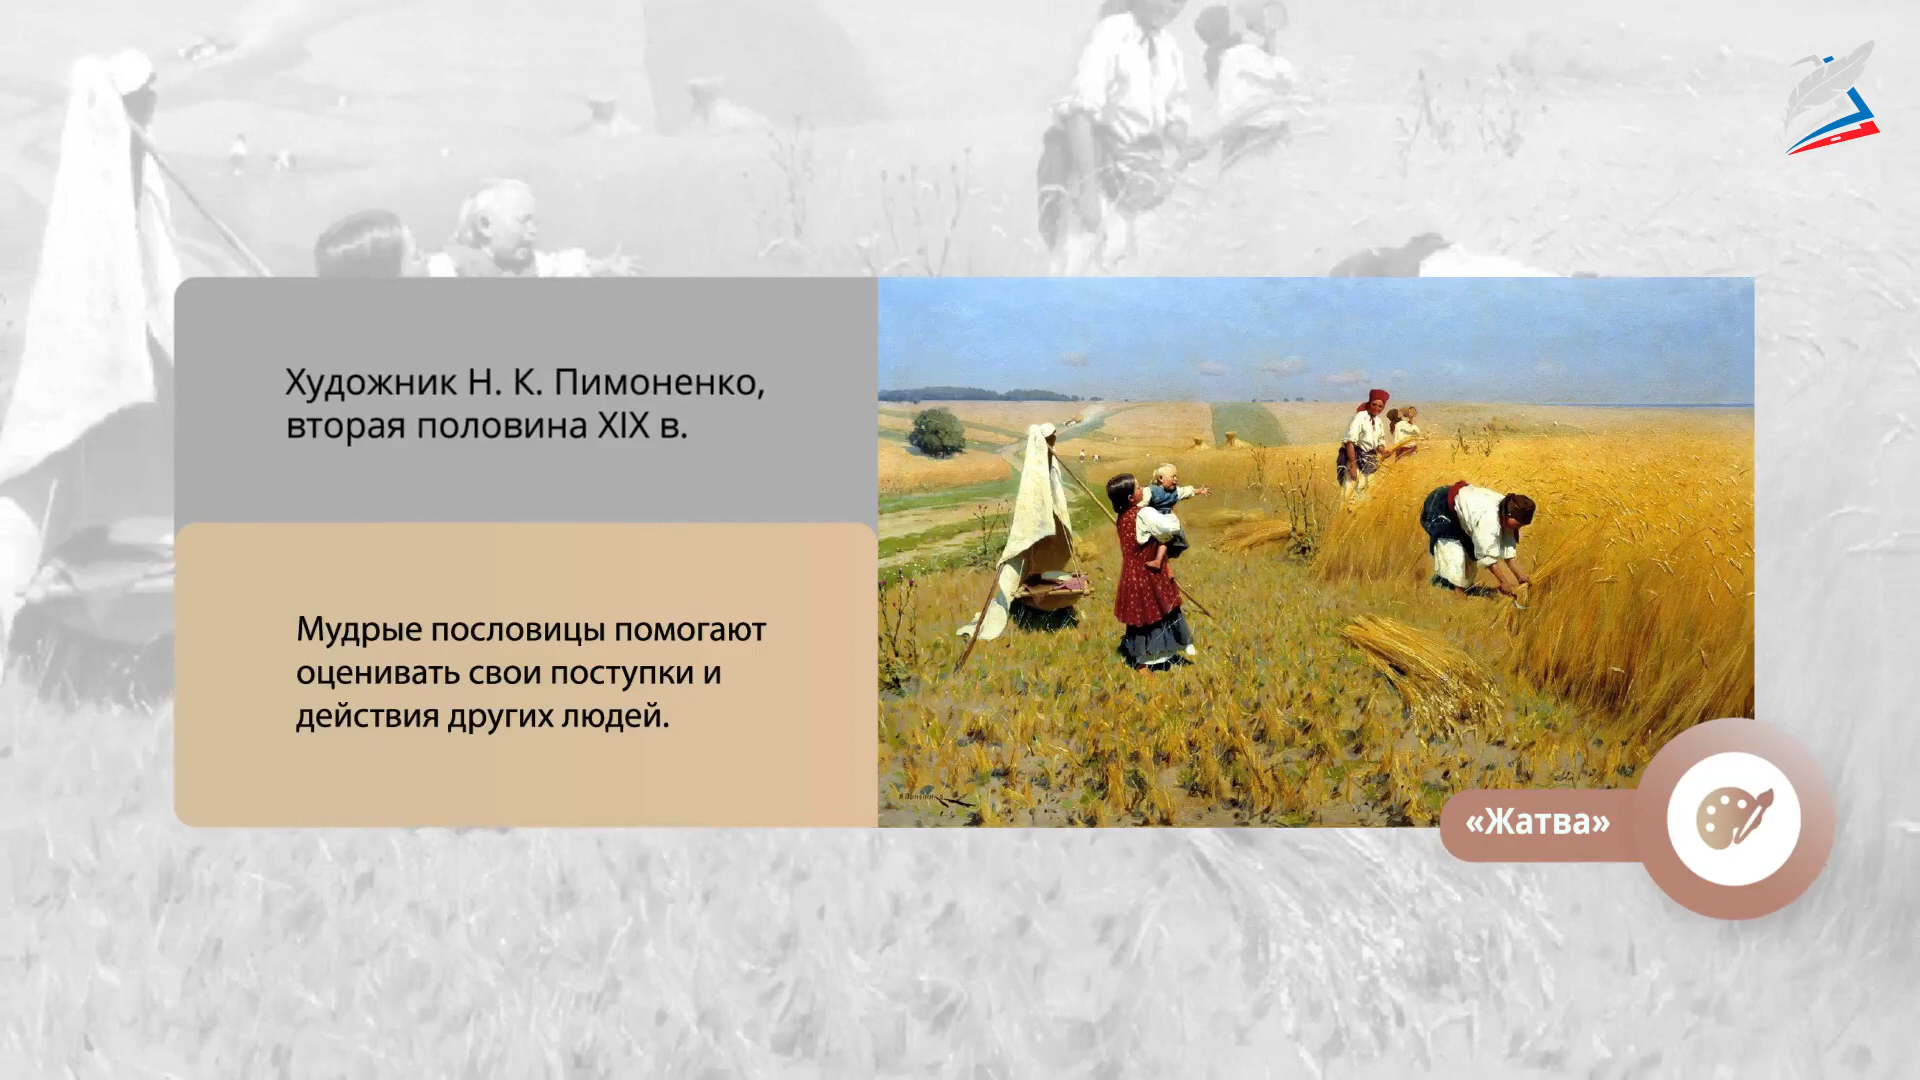 Художник Н. К. Пимоненко,
вторая половина XIX в.
Мудрые пословицы помогают
оценивать свои поступки и
действия других людей.
«Жатва»